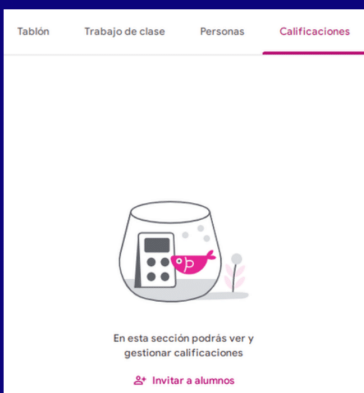 Tablón Trabajo de clase Personas Calificaciones
En esta sección podrás ver y
gestionar calificaciones
Invitar a alumnos